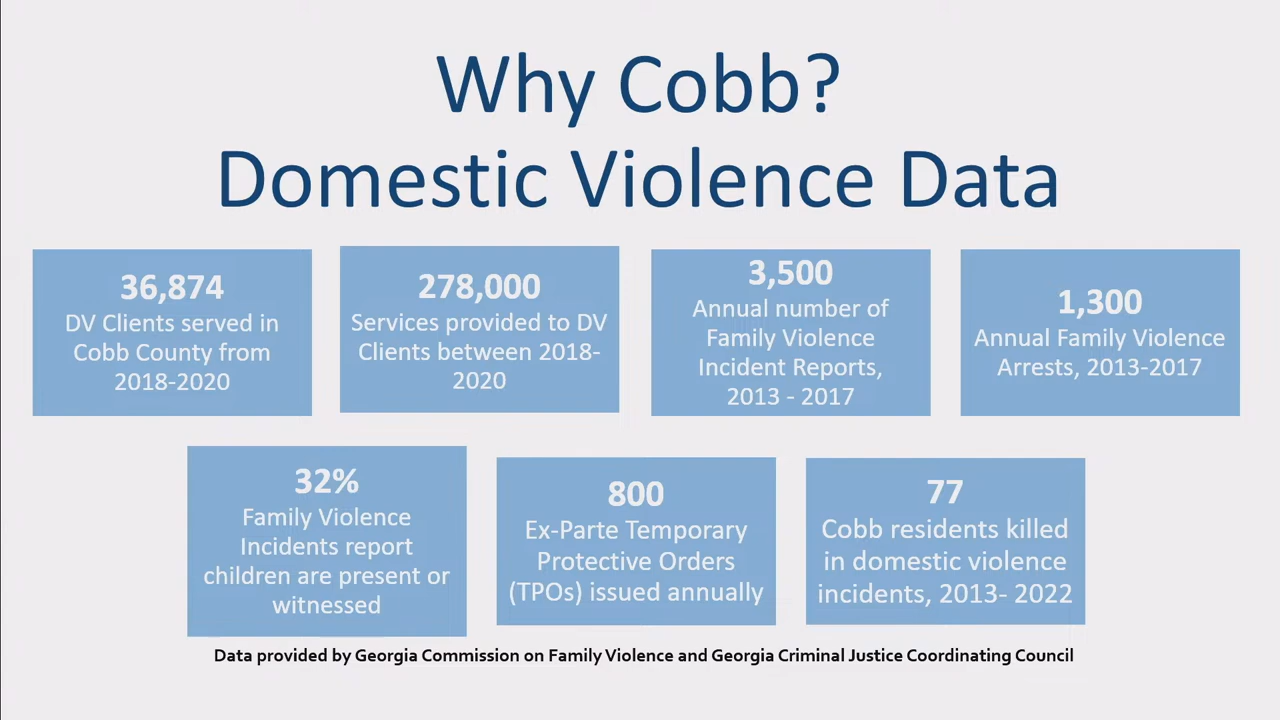 Why Cobb?
Domestic Violence Data
36,874
DV Clients served in
Cobb County from
2018-2020
278,000
Services provided to DV
Clients between 2018-
2020
3,500
Annual number of
Family Violence
Incident Reports,
2013 - 2017
1,300
Annual Family Violence
Arrests, 2013-2017
32%
Family Violence
Incidents report
children are present or
witnessed
800
Ex-Parte Temporary
Protective Orders
(TPOs) issued annually
77
Cobb residents killed
in domestic violence
incidents, 2013- 2022
Data provided by Georgia Commission on Family Violence and Georgia Criminal Justice Coordinating Council